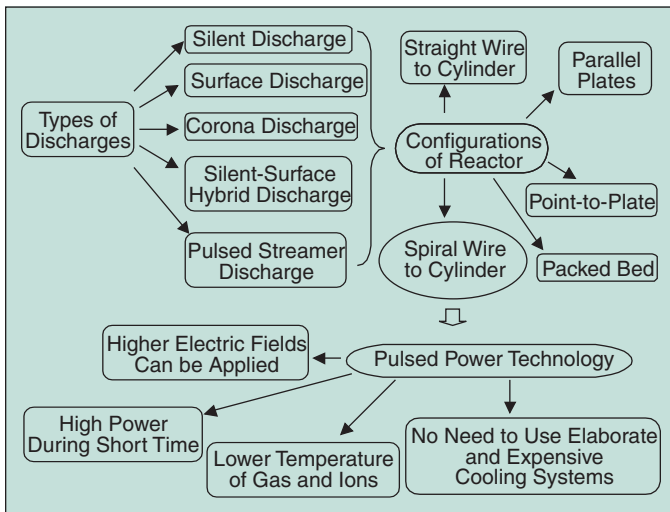 Types of
Discharges
Silent Discharge
Surface Discharge
Corona Discharge
Silent-Surface
Hybrid Discharge
Pulsed Streamer
Discharge
Straight Wire
to Cylinder
Parallel
Plates
Configurations
of Reactor
Point-to-Plate
Spiral Wire
to Cylinder
Packed Bed
Higher Electric Fields
Can be Applied
Pulsed Power Technology
High Power
During Short Time
Lower Temperature
of Gas and Ions
No Need to Use Elaborate
and Expensive
Cooling Systems